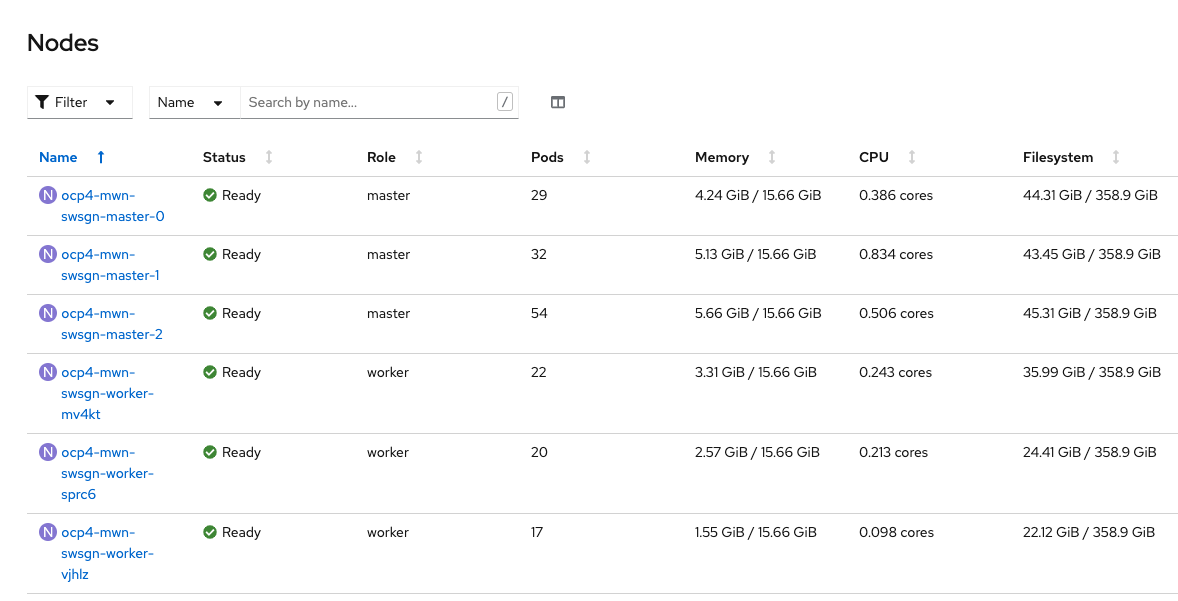 Nodes
Filter Name Search by name... /
Name Status Role Pods Memory CPU Filesystem
N ocp4-mwn- Ready master 29 4.24 GiB / 15.66 GiB 0.386 cores 44.31 GiB / 358.9 GiB
swsgn-master-0
N ocp4-mwn- Ready master 32 5.13 GiB / 15.66 GiB 0.834 cores 43.45 GiB / 358.9 GiB
swsgn-master-1
N ocp4-mwn- Ready master 54 5.66 GiB / 15.66 GiB 0.506 cores 45.31 GiB / 358.9 GiB
swsgn-master-2
N ocp4-mwn- Ready worker 22 3.31 GiB / 15.66 GiB 0.243 cores 35.99 GiB / 358.9 GiB
swsgn-worker-
mv4kt
N ocp4-mwn- Ready worker 20 2.57 GiB / 15.66 GiB 0.213 cores 24.41 GiB / 358.9 GiB
swsgn-worker-
sprc6
N ocp4-mwn- Ready worker 17 1.55 GiB / 15.66 GiB 0.098 cores 22.12 GiB / 358.9 GiB
swsgn-worker-
vjhlz